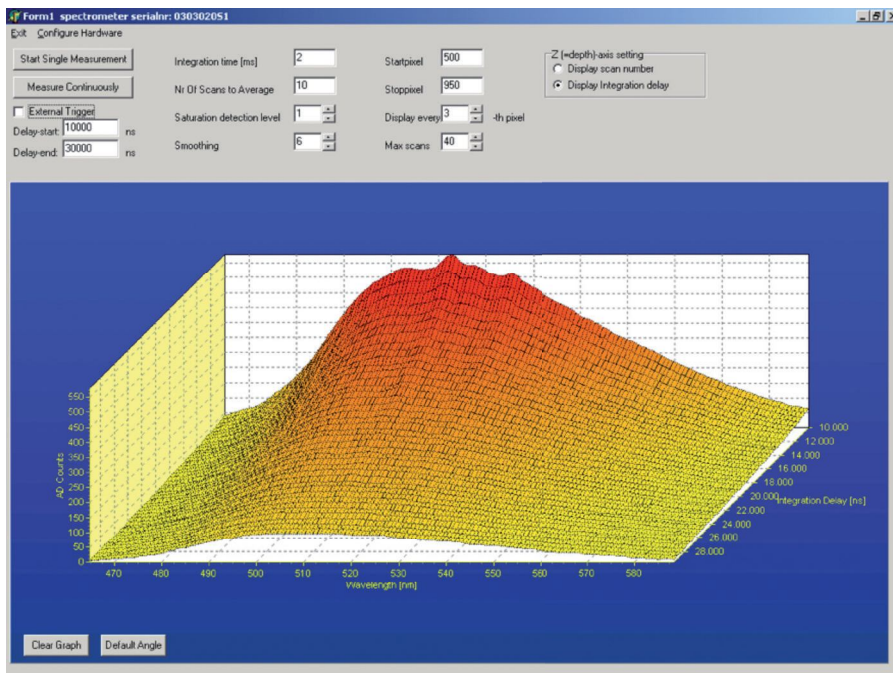 Form1 spectrometer serialnr: 0303020S1
Exit Configure Hardware
Start Single Measurement
Measure Continuously
External Trigger
Delay-start: 10000 ns
Delay-end: 30000 ns
Integration time [ms] 2
Nr Of Scans to Average 10
Saturation detection level 1
Smoothing 6
Startpixel 500
Stoppixel 950
Display every 3 -th pixel
Max scans 40
Z (=depth)-axis setting
Display scan number
Display Integration delay
550
500
450
400
350
300
250
200
150
100
50
0
AD Counts
470 480 490 500 510 520 530 540 550 560 570 580
Wavelength [nm]
10.000
12.000
14.000
16.000
18.000
20.000
22.000
24.000
26.000
28.000
Integration Delay [ns]
Clear Graph Default Angle